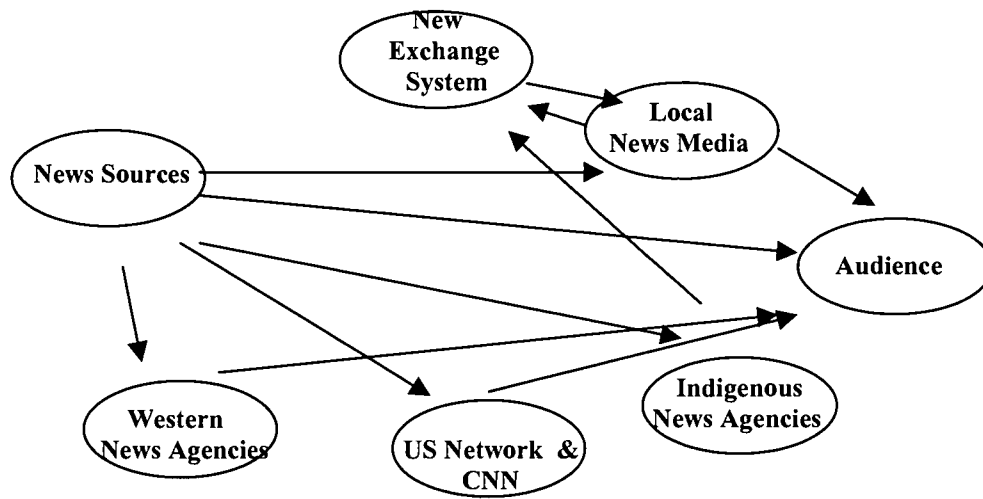 New
Exchange
System
Local
News Media
News Sources
Audience
Western
News Agencies
US Network & 
CNN
Indigenous
News Agencies